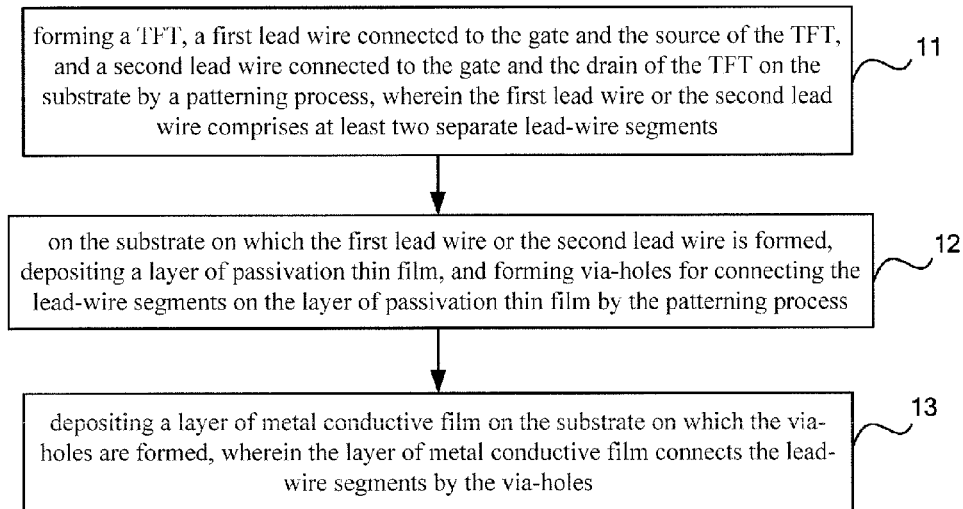 forming a TFT, a first lead wire connected to the gate and the source of the TFT,
and a second lead wire connected to the gate and the drain of the TFT on the
substrate by a patterning process, wherein the first lead wire or the second lead
wire comprises at least two separate lead-wire segments
11
on the substrate on which the first lead wire or the second lead wire is formed,
depositing a layer of passivation thin film, and forming via-holes for connecting the
lead-wire segments on the layer of passivation thin film by the patterning process
12
depositing a layer of metal conductive film on the substrate on which the via-
holes are formed, wherein the layer of metal conductive film connects the lead-
wire segments by the via-holes
13